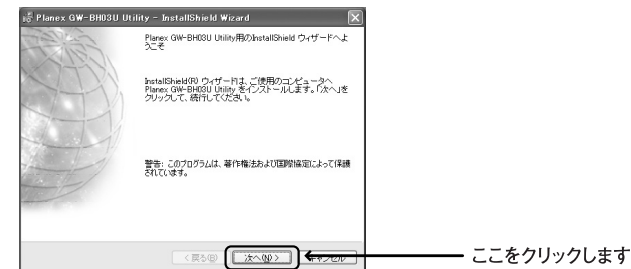 Planex GW-BH03U Utility - InstallShield Wizard
Planex GW-BH03U Utility用のInstallShield ウィザードへよ
うこそ
InstallShield(R) ウィザードは、ご使用のコンピュータへ
Planex GW-BH03U Utility をインストールします。「次へ」を
クリックして、続行してください。
警告: このプログラムは、著作権法および国際協定によって保護
されています。
< 戻る(B)
次へ(N) >
キャンセル
ここをクリックします